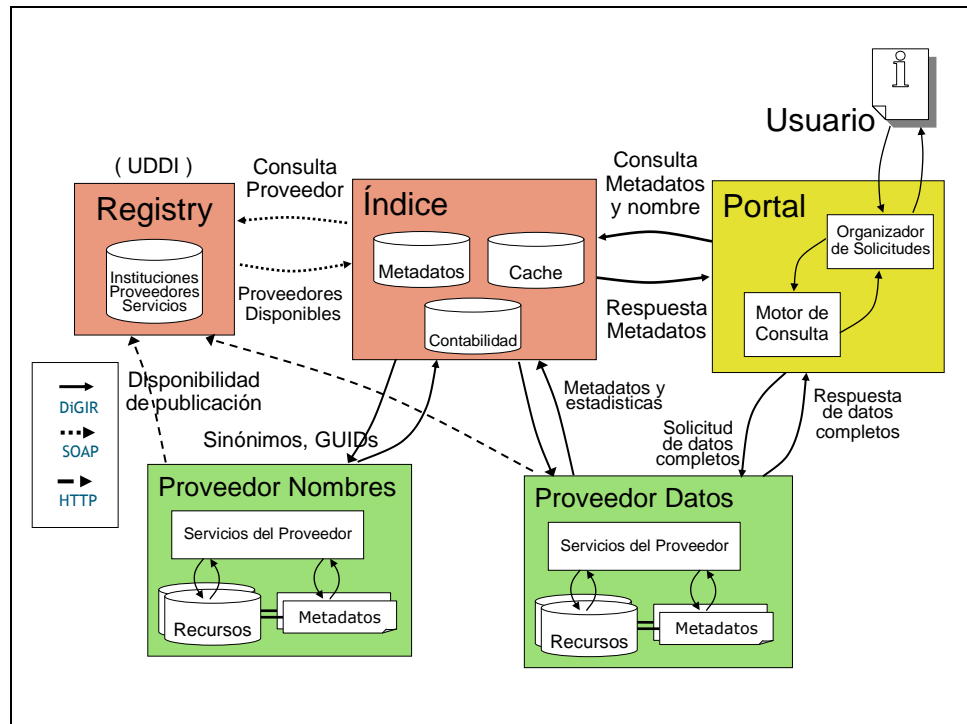 Usuario
( UDDI )
Registry
Instituciones
Proveedores
Servicios
Consulta
Proveedor
Proveedores
Disponibles
Índice
Metadatos
Cache
Contabilidad
Consulta
Metadatos
y nombre
Respuesta
Metadatos
Portal
Organizador
de Solicitudes
Motor de
Consulta
DiGIR
SOAP
HTTP
Disponibilidad
de publicación
Sinónimos, GUIDs
Metadatos y
estadísticas
Solicitud
de datos
completos
Respuesta
de datos
completos
Proveedor Nombres
Servicios del Proveedor
Recursos
Metadatos
Proveedor Datos
Servicios del Proveedor
Recursos
Metadatos